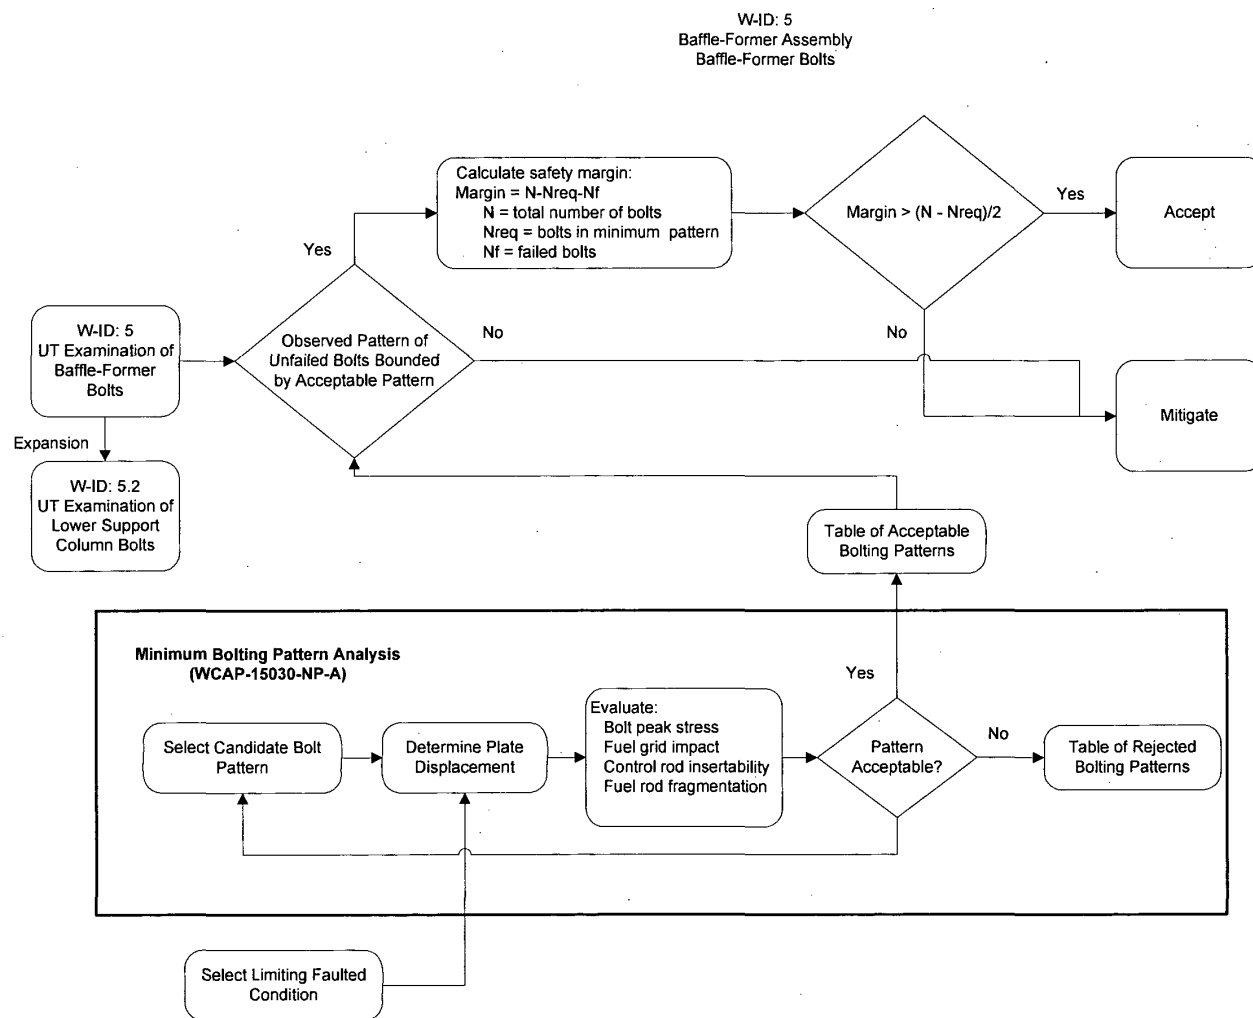 W-ID: 5
Baffle-Former Assembly
Baffle-Former Bolts
Calculate safety margin:
Margin = N-Nreq-Nf
N = total number of bolts
Nreq = bolts in minimum pattern
Nf = failed bolts
Margin > (N - Nreq)/2
Yes
Accept
Yes
W-ID: 5
UT Examination of
Baffle-Former
Bolts
Observed Pattern of
Unfailed Bolts Bounded
by Acceptable Pattern
No
No
Mitigate
Expansion
W-ID: 5.2
UT Examination of
Lower Support
Column Bolts
Table of Acceptable
Bolting Patterns
Minimum Bolting Pattern Analysis
(WCAP-15030-NP-A)
Yes
Select Candidate Bolt
Pattern
Determine Plate
Displacement
Evaluate:
Bolt peak stress
Fuel grid impact
Control rod insertability
Fuel rod fragmentation
Pattern
Acceptable?
No
Table of Rejected
Bolting Patterns
Select Limiting Faulted
Condition